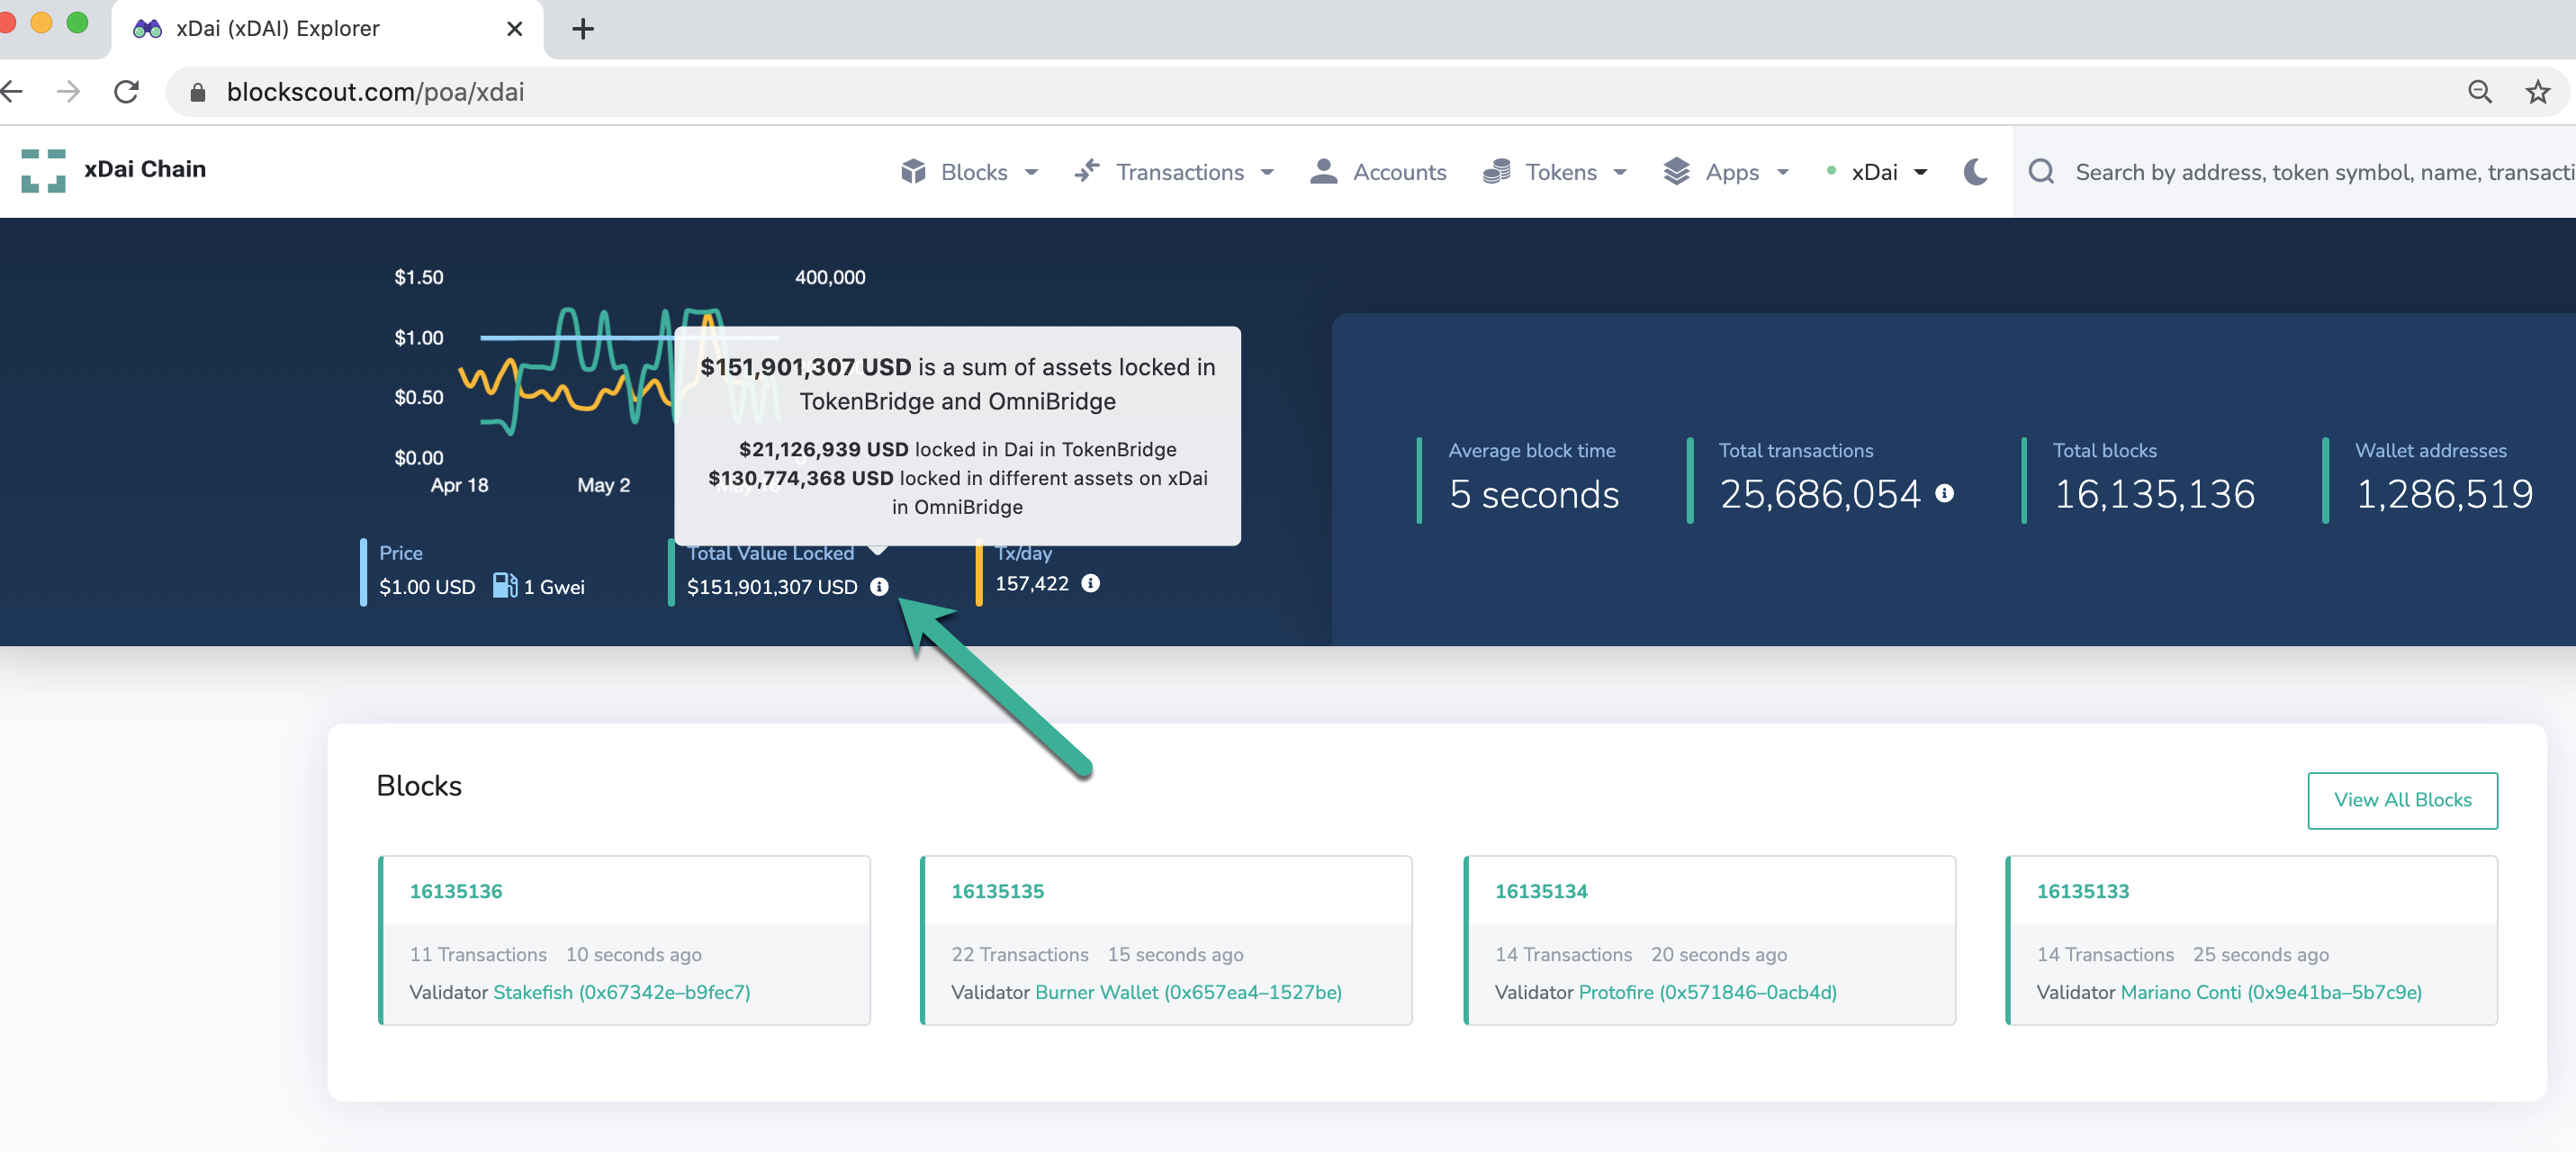 xDai (xDAI) Explorer
blockscout.com/poa/xdai
xDai Chain
Blocks
Transactions
Accounts
Tokens
Apps
xDai
Search by address, token symbol, name, transacti
$1.50
400,000
$1.00
$0.50
$0.00
Apr 18
May 2
$151,901,307 USD is a sum of assets locked in
TokenBridge and OmniBridge
$21,126,939 USD locked in Dai in TokenBridge
$130,774,368 USD locked in different assets on xDai
in OmniBridge
Price
$1.00 USD
1 Gwei
Total Value Locked
$151,901,307 USD
Tx/day
157,422
Average block time
5 seconds
Total transactions
25,686,054
Total blocks
16,135,136
Wallet addresses
1,286,519
Blocks
View All Blocks
16135136
11 Transactions 10 seconds ago
Validator Stakefish (0x67342e–b9fec7)
16135135
22 Transactions 15 seconds ago
Validator Burner Wallet (0x657ea4–1527be)
16135134
14 Transactions 20 seconds ago
Validator Protofire (0x571846–0acb4d)
16135133
14 Transactions 25 seconds ago
Validator Mariano Conti (0x9e41ba–5b7c9e)